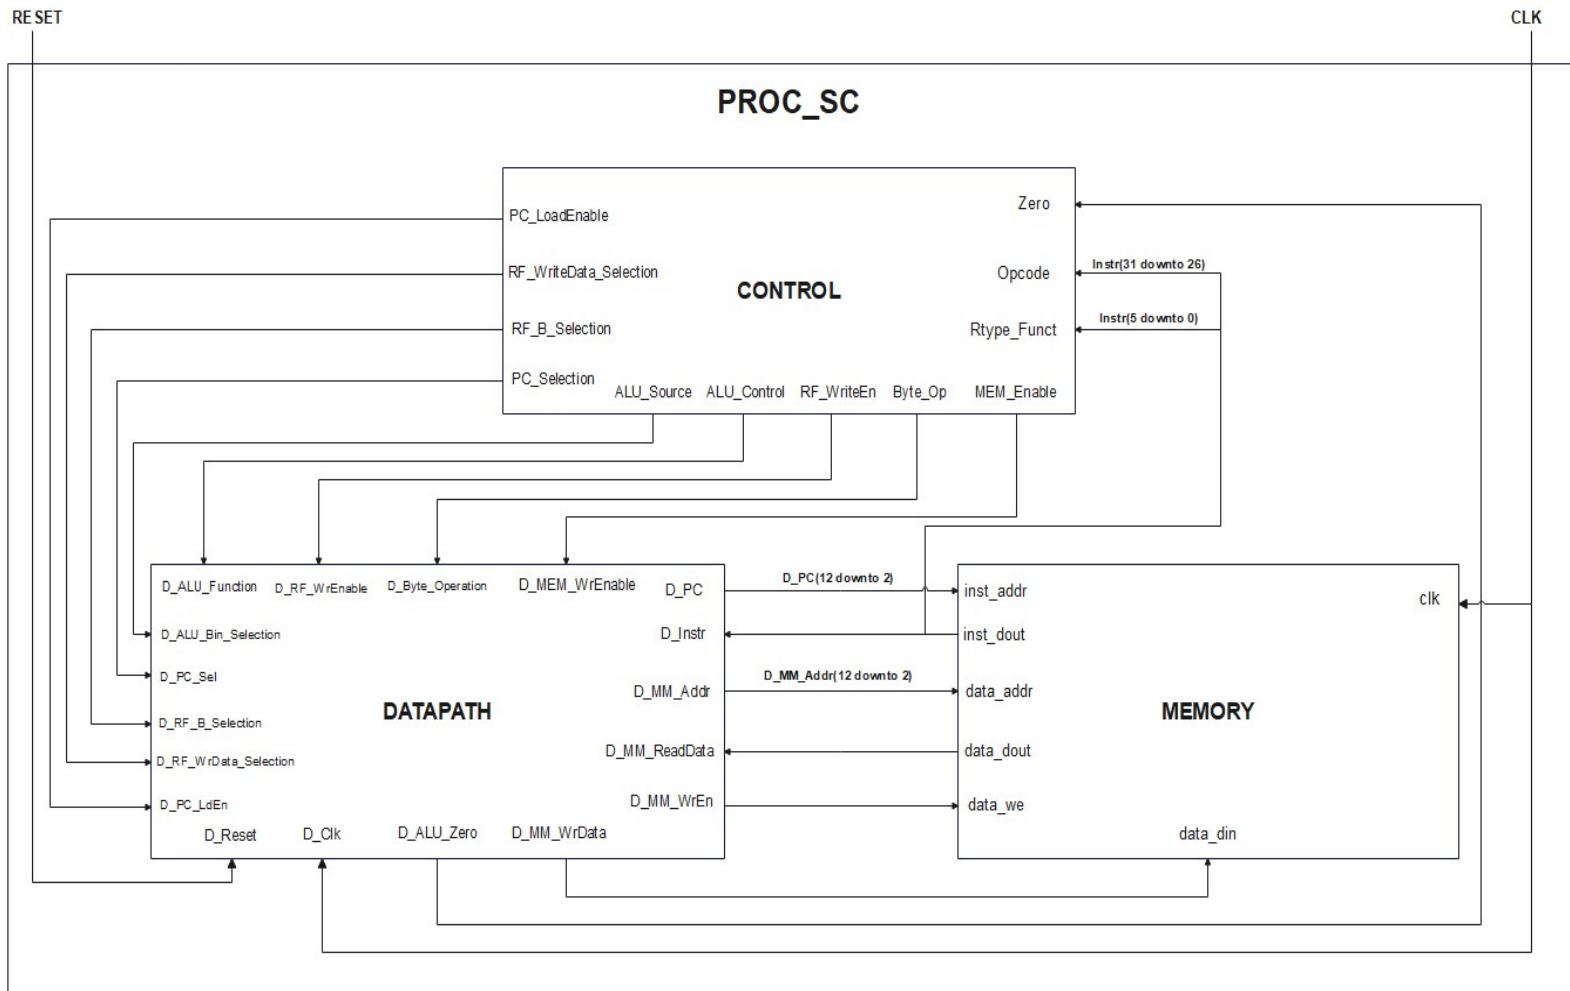 RESET
CLK
PROC_SC
PC_LoadEnable
Zero
RF_WriteData_Selection
Opcode
Instr(31 downto 26)
CONTROL
RF_B_Selection
Rtype_Funct
Instr(5 downto 0)
PC_Selection
ALU_Source
ALU_Control
RF_WriteEn
Byte_Op
MEM_Enable
D_ALU_Function
D_RF_WrEnable
D_Byte_Operation
D_MEM_WrEnable
D_PC
D_PC(12 downto 2)
inst_addr
clk
D_ALU_Bin_Selection
D_Instr
inst_dout
D_PC_Sel
D_MM_Addr
D_MM_Addr(12 downto 2)
data_addr
D_RF_B_Selection
DATAPATH
MEMORY
D_RF_WrData_Selection
D_MM_ReadData
data_dout
D_PC_LdEn
D_MM_WrEn
data_we
D_Reset
D_Clk
D_ALU_Zero
D_MM_WrData
data_din